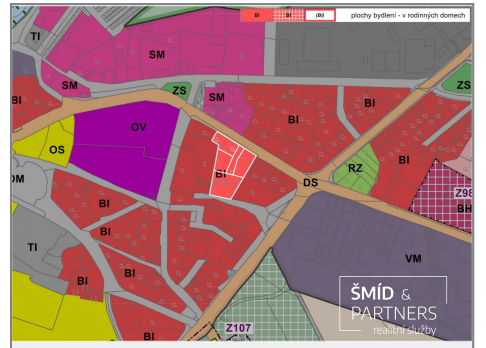 BI BI (BI) plochy bydlení - v rodinných domech
TI
SM
ZS
SM
ZS
SM
BI
BI
BI
OV
OS
BI
RZ
BI
DS
Z98
BH
BI
TI
BI
BI
BI
VM
Z107
BI
ŠMÍD &
PARTNERS
realitní služby